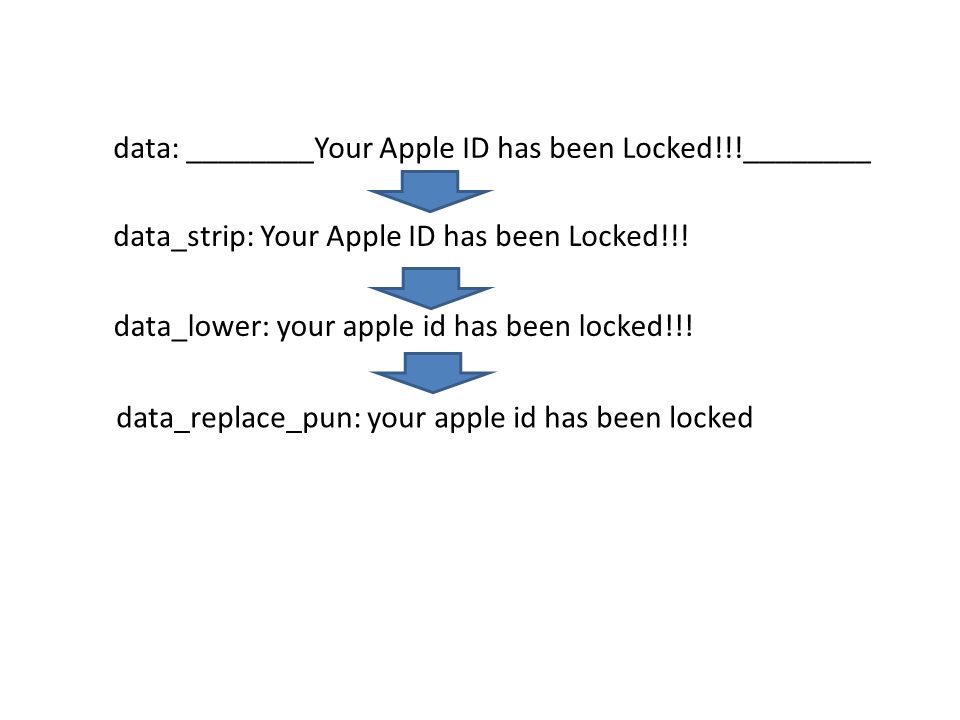 data: ________Your Apple ID has been Locked!!!________
data_strip: Your Apple ID has been Locked!!!
data_lower: your apple id has been locked!!!
data_replace_pun: your apple id has been locked